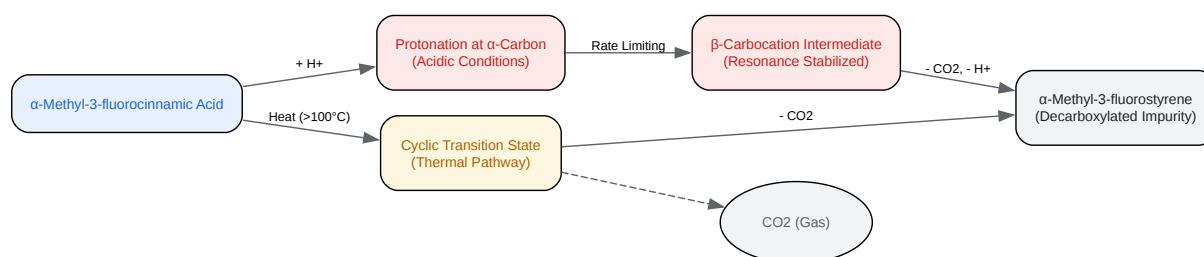 α-Methyl-3-fluorocinnamic Acid
+ H+
Protonation at α-Carbon
(Acidic Conditions)
Rate Limiting
β-Carbocation Intermediate
(Resonance Stabilized)
- CO2, - H+
α-Methyl-3-fluorostyrene
(Decarboxylated Impurity)
Heat (>100°C)
Cyclic Transition State
(Thermal Pathway)
- CO2
CO2 (Gas)